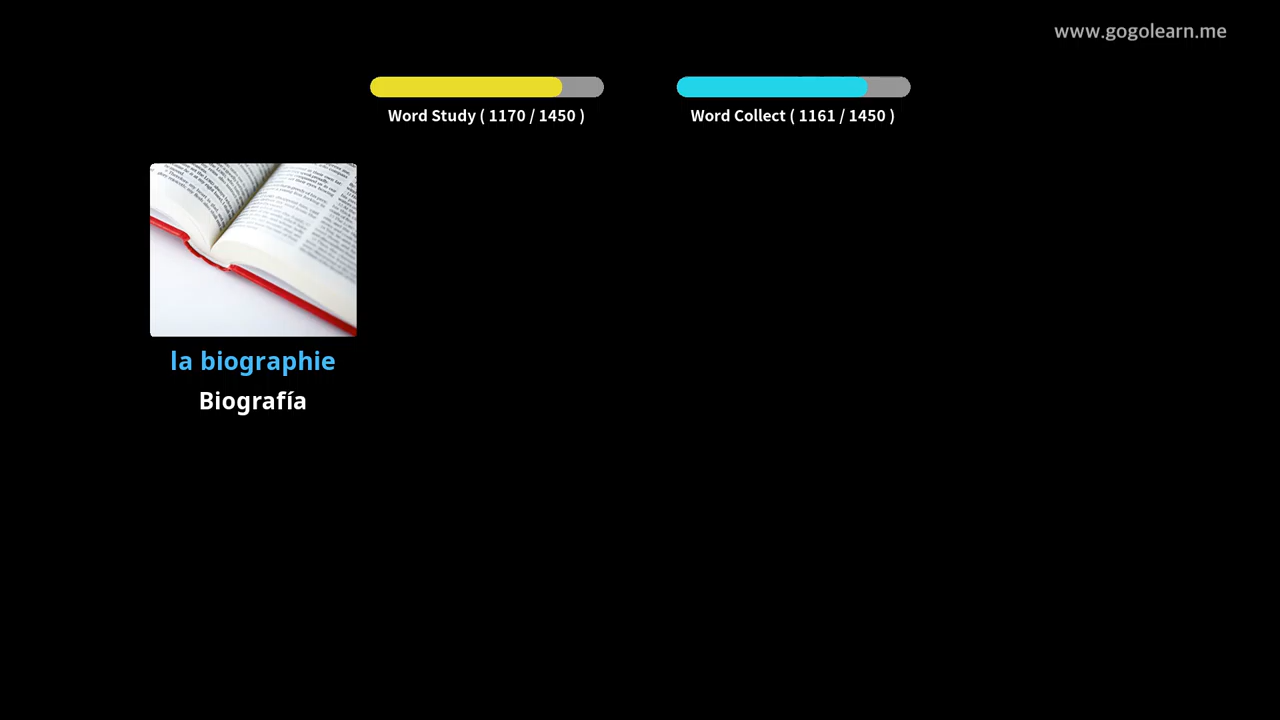 www.gogolearn.me
Word Study ( 1170 / 1450 )
Word Collect ( 1161 / 1450 )
la biographie
Biografía